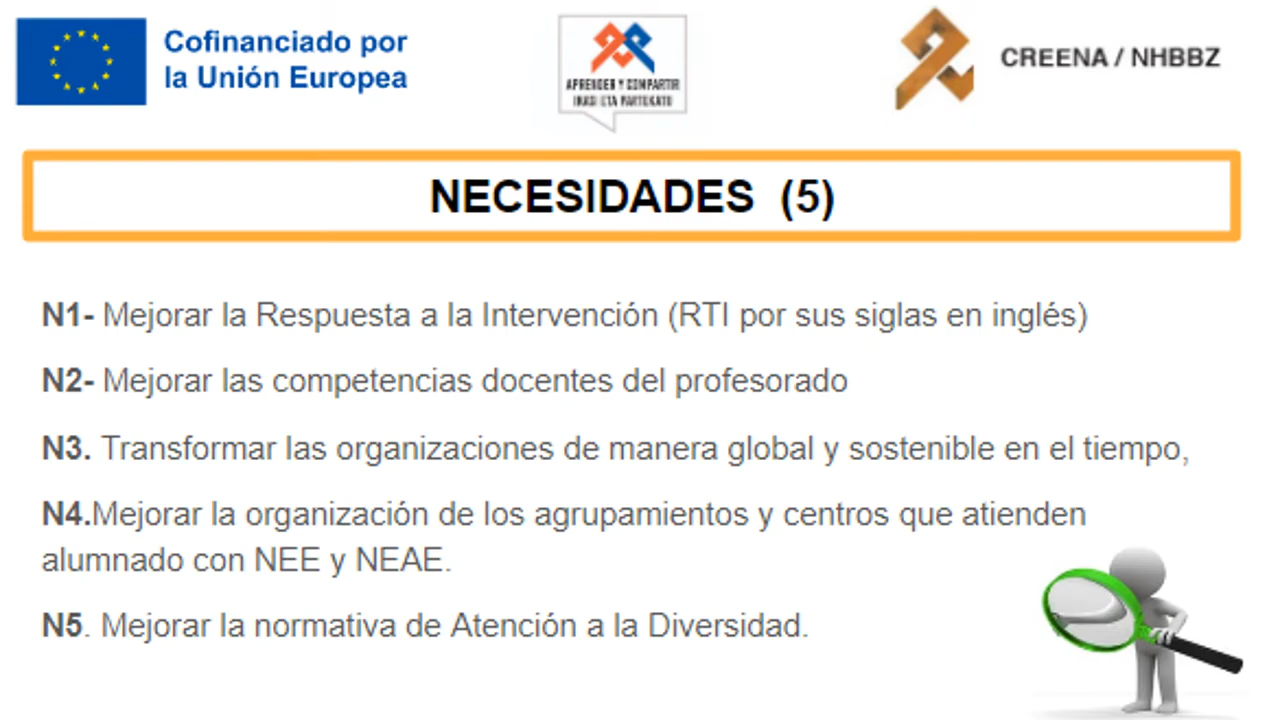 Cofinanciado por
la Unión Europea
APRENDER Y COMPARTIR
IKASI ETA PARTEKATU
CREENA / NHBBZ
NECESIDADES (5)
N1- Mejorar la Respuesta a la Intervención (RTI por sus siglas en inglés)
N2- Mejorar las competencias docentes del profesorado
N3. Transformar las organizaciones de manera global y sostenible en el tiempo,
N4.Mejorar la organización de los agrupamientos y centros que atienden
alumnado con NEE y NEAE.
N5. Mejorar la normativa de Atención a la Diversidad.